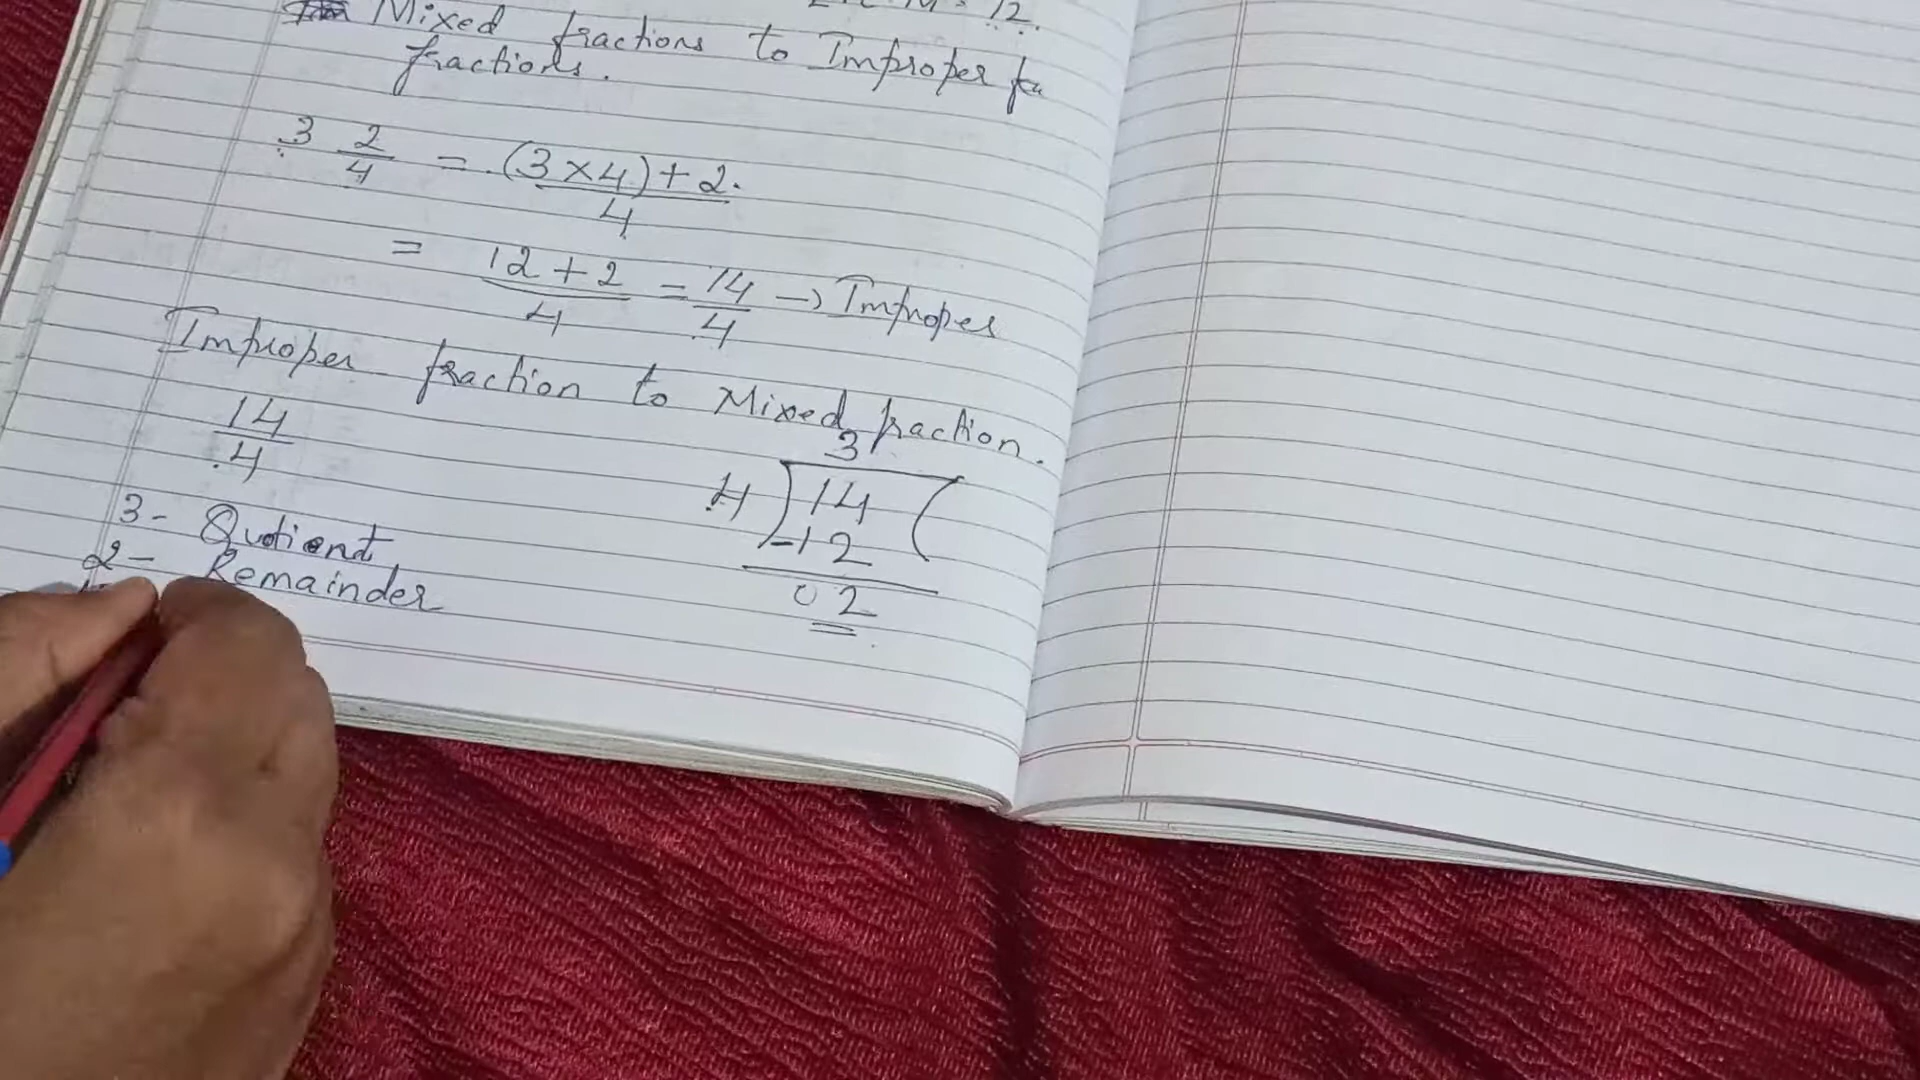 L.C.M = 12.
Mixed fractions to Improper
fractions.
3 2/4 = (3×4)+2/4
= 12+2/4 = 14/4 → Improper
Improper fraction to Mixed fraction.
14/4
3
4)14(
-12
02
3 - Quotient
2 - Remainder